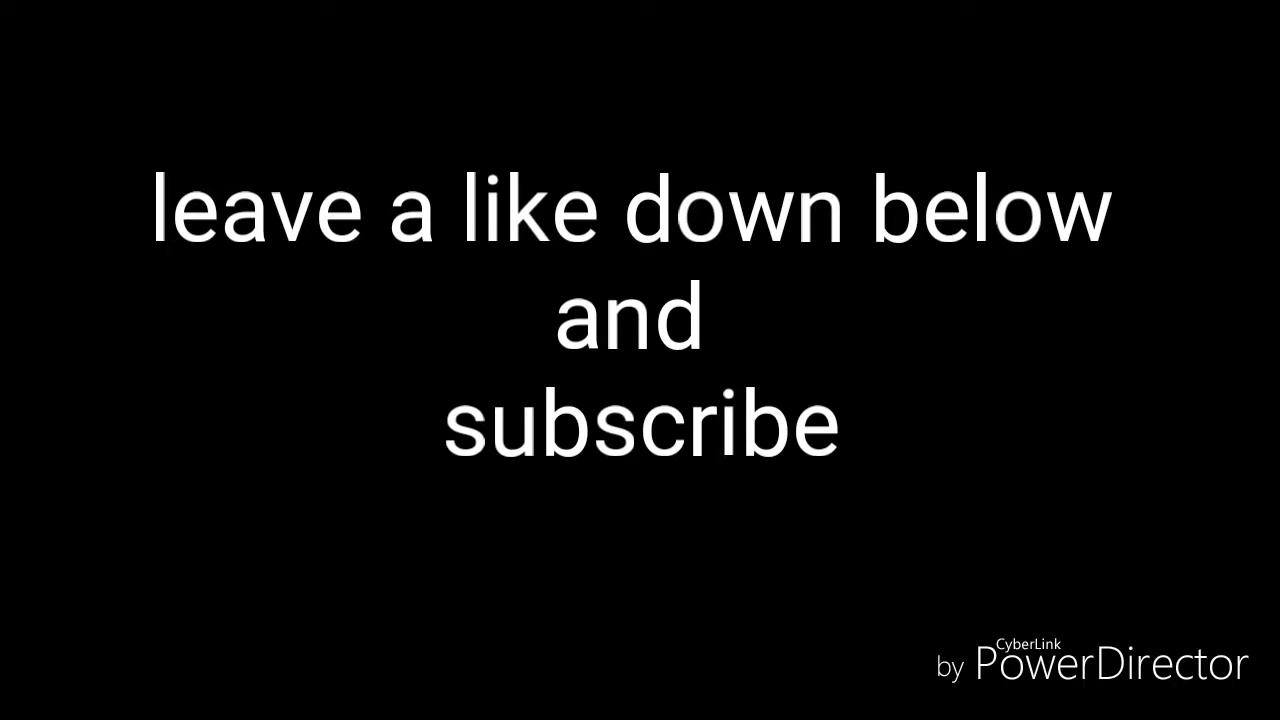 leave a like down below
and
subscribe
CyberLink
by PowerDirector